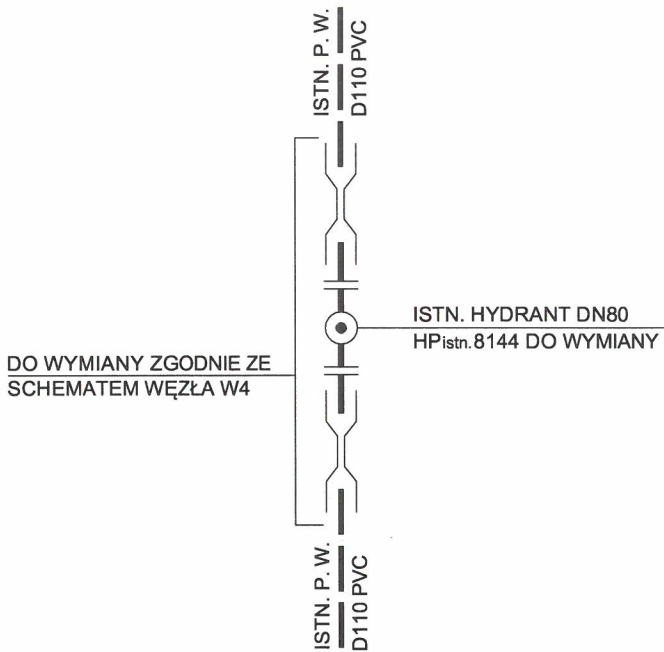 ISTN. P. W.
D110 PVC
ISTN. HYDRANT DN80
HPistn.8144 DO WYMIANY
DO WYMIANY ZGODNIE ZE
SCHEMATEM WĘZŁA W4
ISTN. P. W.
D110 PVC